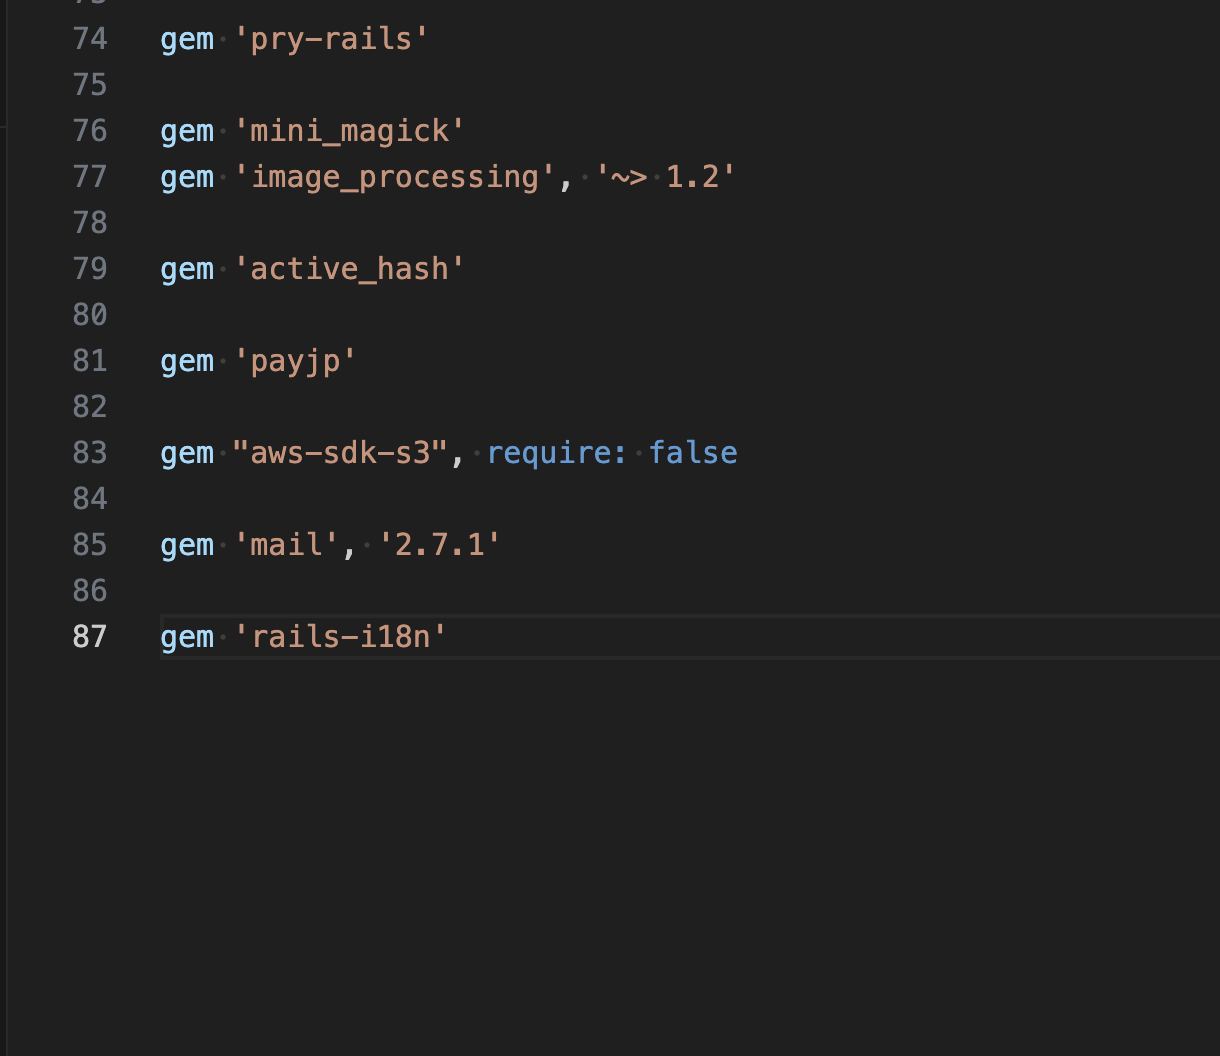 74 gem 'pry-rails'
75
76 gem 'mini_magick'
77 gem 'image_processing', '~> 1.2'
78
79 gem 'active_hash'
80
81 gem 'payjp'
82
83 gem "aws-sdk-s3", require: false
84
85 gem 'mail', '2.7.1'
86
87 gem 'rails-i18n'